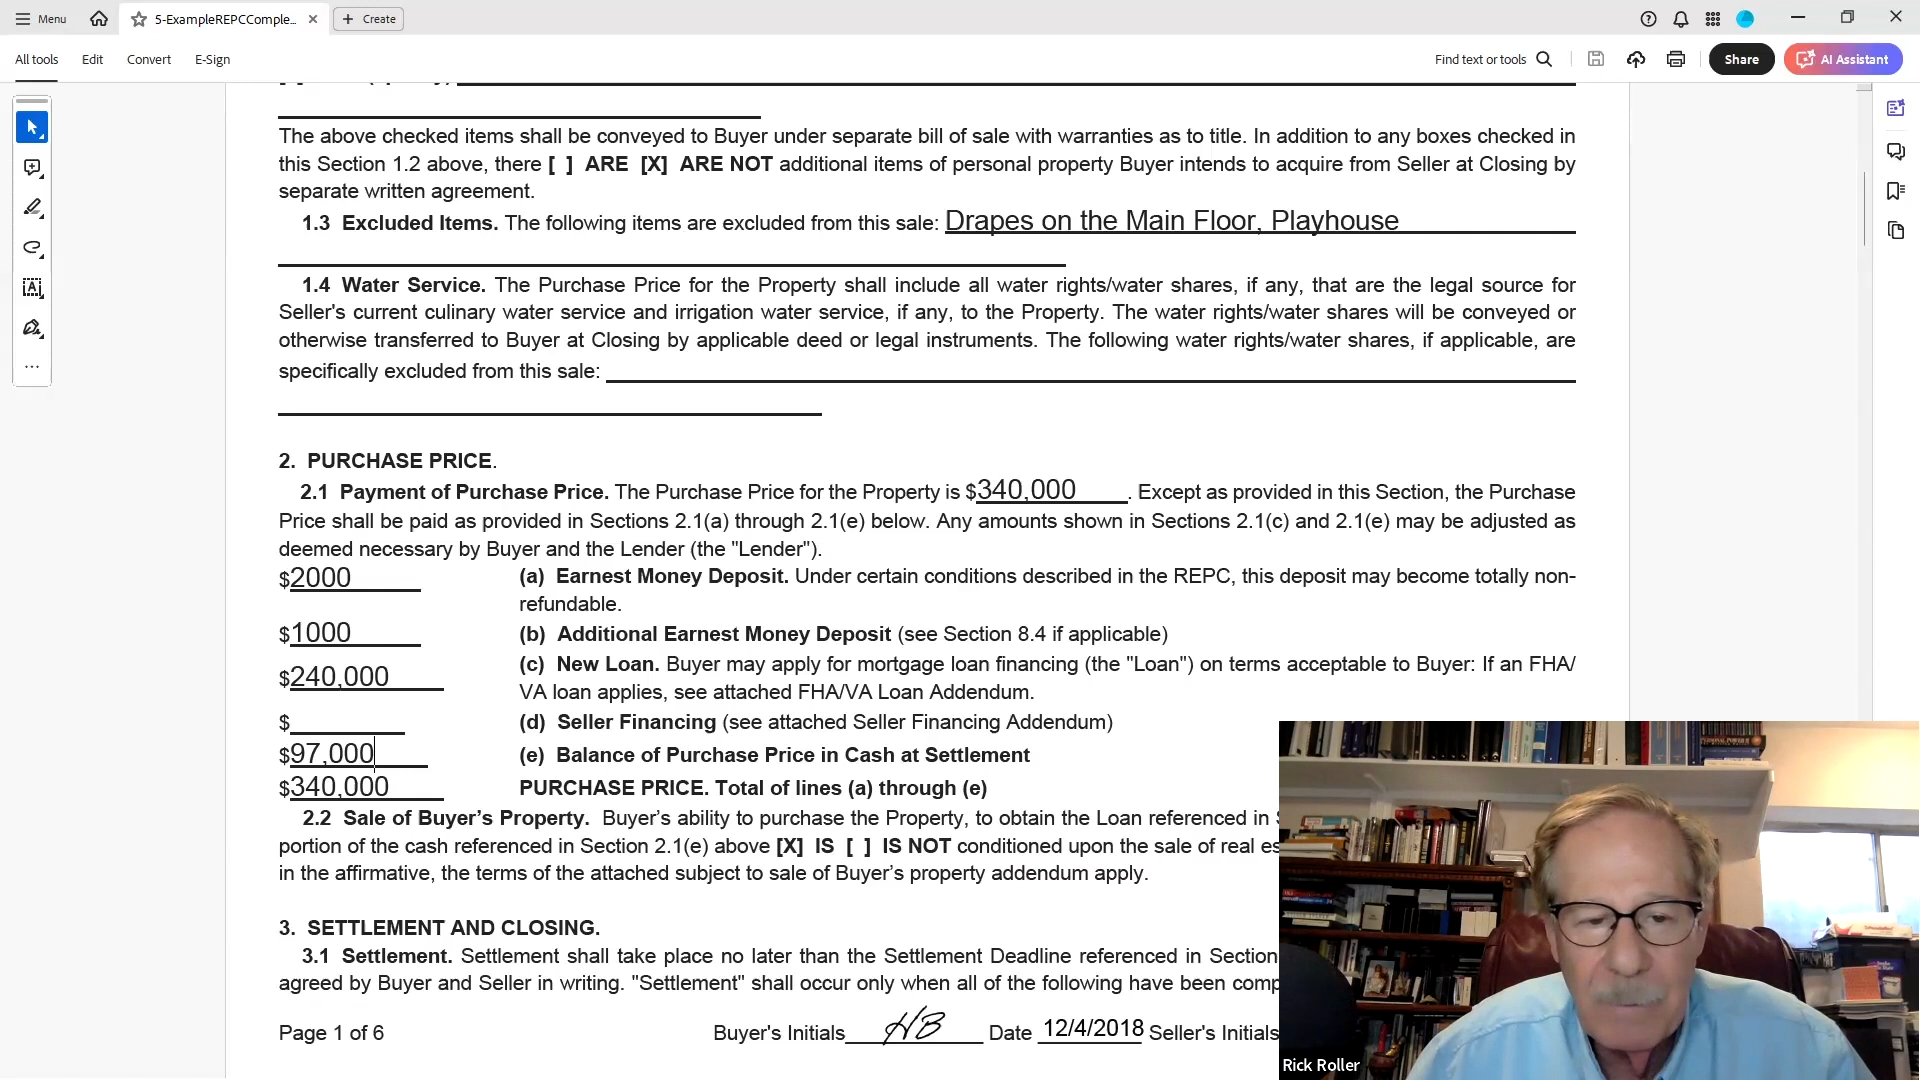 Menu
5-ExampleREPCComple...
Create
All tools
Edit
Convert
E-Sign
Find text or tools
Share
AI Assistant
The above checked items shall be conveyed to Buyer under separate bill of sale with warranties as to title. In addition to any boxes checked in
this Section 1.2 above, there [ ] ARE [X] ARE NOT additional items of personal property Buyer intends to acquire from Seller at Closing by
separate written agreement.
1.3 Excluded Items. The following items are excluded from this sale: Drapes on the Main Floor, Playhouse
1.4 Water Service. The Purchase Price for the Property shall include all water rights/water shares, if any, that are the legal source for
Seller's current culinary water service and irrigation water service, if any, to the Property. The water rights/water shares will be conveyed or
otherwise transferred to Buyer at Closing by applicable deed or legal instruments. The following water rights/water shares, if applicable, are
specifically excluded from this sale:
2. PURCHASE PRICE.
2.1 Payment of Purchase Price. The Purchase Price for the Property is $340,000. Except as provided in this Section, the Purchase
Price shall be paid as provided in Sections 2.1(a) through 2.1(e) below. Any amounts shown in Sections 2.1(c) and 2.1(e) may be adjusted as
deemed necessary by Buyer and the Lender (the "Lender").
$2000 (a) Earnest Money Deposit. Under certain conditions described in the REPC, this deposit may become totally non-
refundable.
$1000 (b) Additional Earnest Money Deposit (see Section 8.4 if applicable)
$240,000 (c) New Loan. Buyer may apply for mortgage loan financing (the "Loan") on terms acceptable to Buyer: If an FHA/
VA loan applies, see attached FHA/VA Loan Addendum.
$ (d) Seller Financing (see attached Seller Financing Addendum)
$97,000 (e) Balance of Purchase Price in Cash at Settlement
$340,000 PURCHASE PRICE. Total of lines (a) through (e)
2.2 Sale of Buyer’s Property. Buyer’s ability to purchase the Property, to obtain the Loan referenced in
portion of the cash referenced in Section 2.1(e) above [X] IS [ ] IS NOT conditioned upon the sale of real es
in the affirmative, the terms of the attached subject to sale of Buyer’s property addendum apply.
3. SETTLEMENT AND CLOSING.
3.1 Settlement. Settlement shall take place no later than the Settlement Deadline referenced in Section
agreed by Buyer and Seller in writing. "Settlement" shall occur only when all of the following have been comp
Page 1 of 6 Buyer's Initials HB Date 12/4/2018 Seller's Initials
Rick Roller